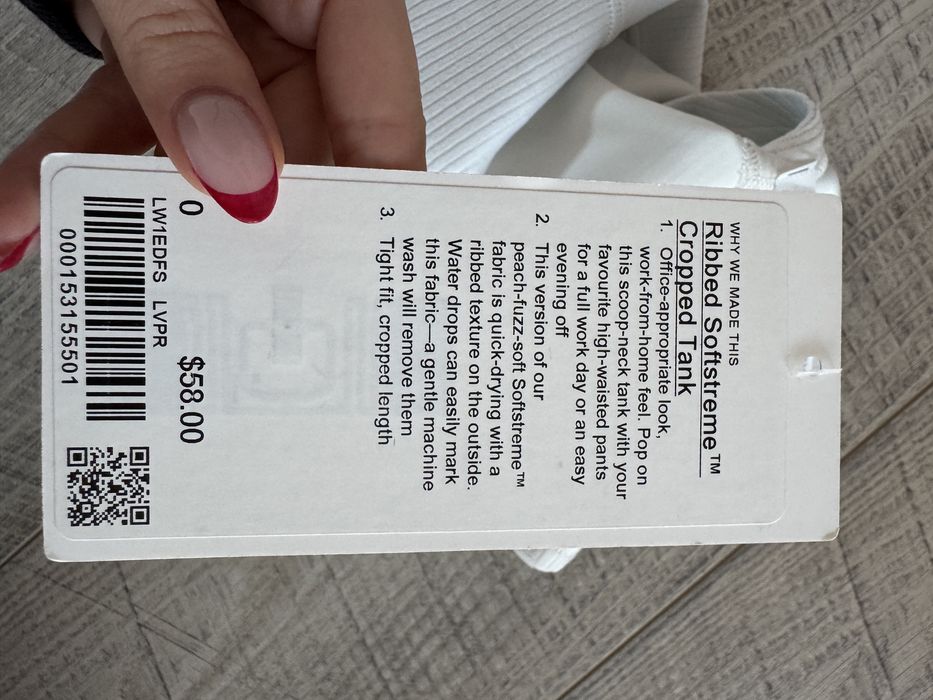 WHY WE MADE THIS
Ribbed Softstreme™
Cropped Tank
1. Office-appropriate look,
work-from-home feel. Pop on
this scoop-neck tank with your
favourite high-waisted pants
for a full work day or an easy
evening off
2. This version of our
peach-fuzz-soft Softstreme™
fabric is quick-drying with a
ribbed texture on the outside.
Water drops can easily mark
this fabric—a gentle machine
wash will remove them
3. Tight fit, cropped length
0 $58.00
LW1EDFS LVPR
000153155501